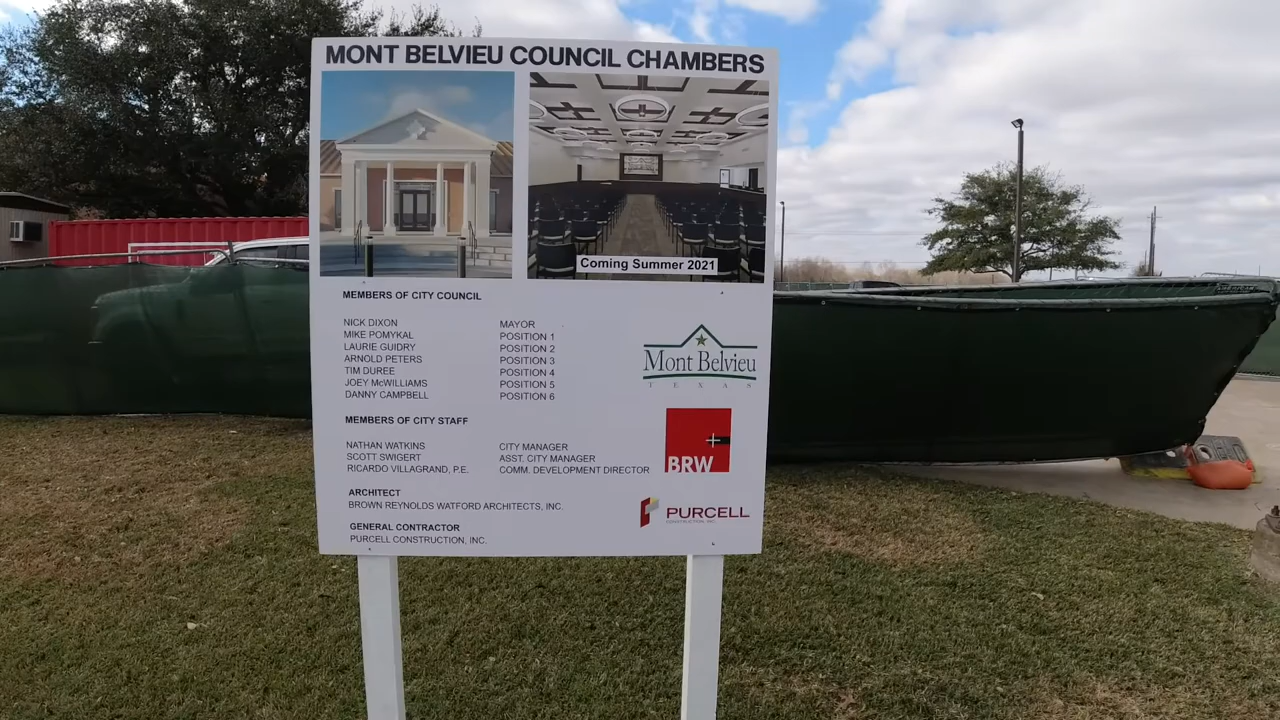 MONT BELVIEU COUNCIL CHAMBERS
Coming Summer 2021
MEMBERS OF CITY COUNCIL
NICK DIXON MAYOR
MIKE POMYKAL POSITION 1
LAURIE GUIDRY POSITION 2
ARNOLD PETERS POSITION 3
TIM DUREE POSITION 4
JOEY McWILLIAMS POSITION 5
DANNY CAMPBELL POSITION 6
Mont Belvieu
TEXAS
MEMBERS OF CITY STAFF
NATHAN WATKINS CITY MANAGER
SCOTT SWIGERT ASST. CITY MANAGER
RICARDO VILLAGRAND, P.E. COMM. DEVELOPMENT DIRECTOR
BRW
ARCHITECT
BROWN REYNOLDS WATFORD ARCHITECTS, INC.
PURCELL
CONSTRUCTION, INC.
GENERAL CONTRACTOR
PURCELL CONSTRUCTION, INC.